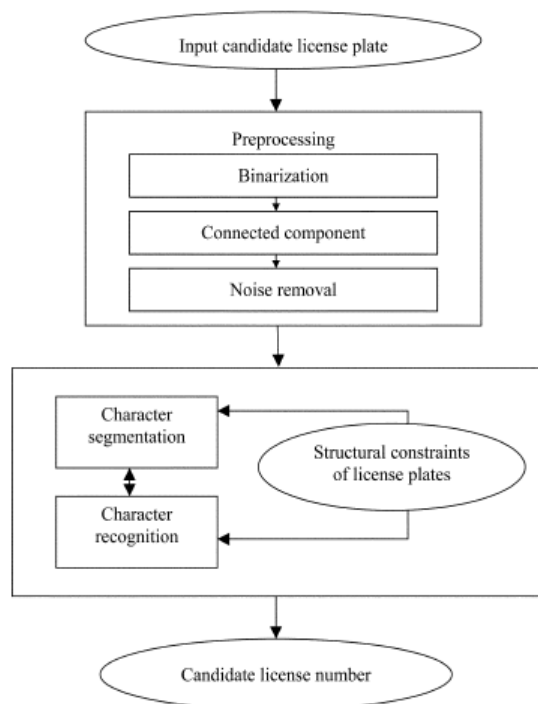 Input candidate license plate
Preprocessing
Binarization
Connected component
Noise removal
Character
segmentation
Structural constraints
of license plates
Character
recognition
Candidate license number